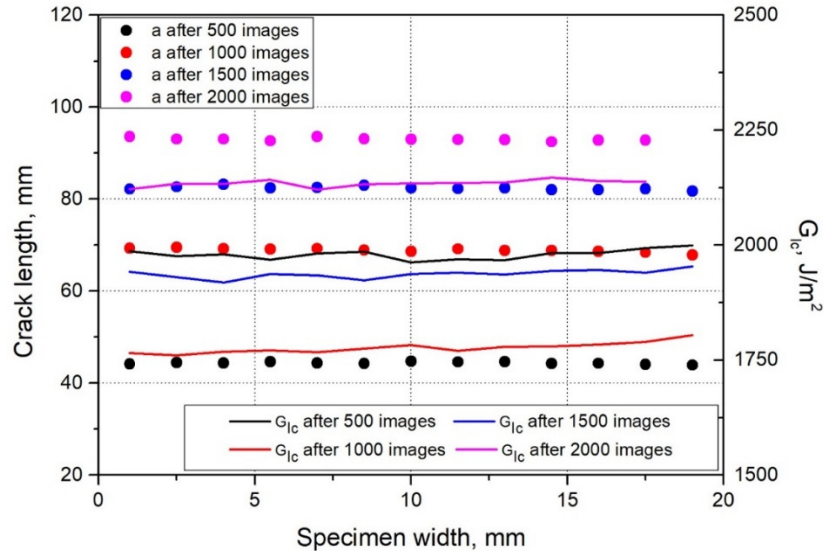 120
100
80
60
40
20
Crack length, mm
a after 500 images
a after 1000 images
a after 1500 images
a after 2000 images
G_Ic after 500 images
G_Ic after 1500 images
G_Ic after 1000 images
G_Ic after 2000 images
0 5 10 15 20
Specimen width, mm
2500
2250
2000
1750
1500
G_Ic, J/m²